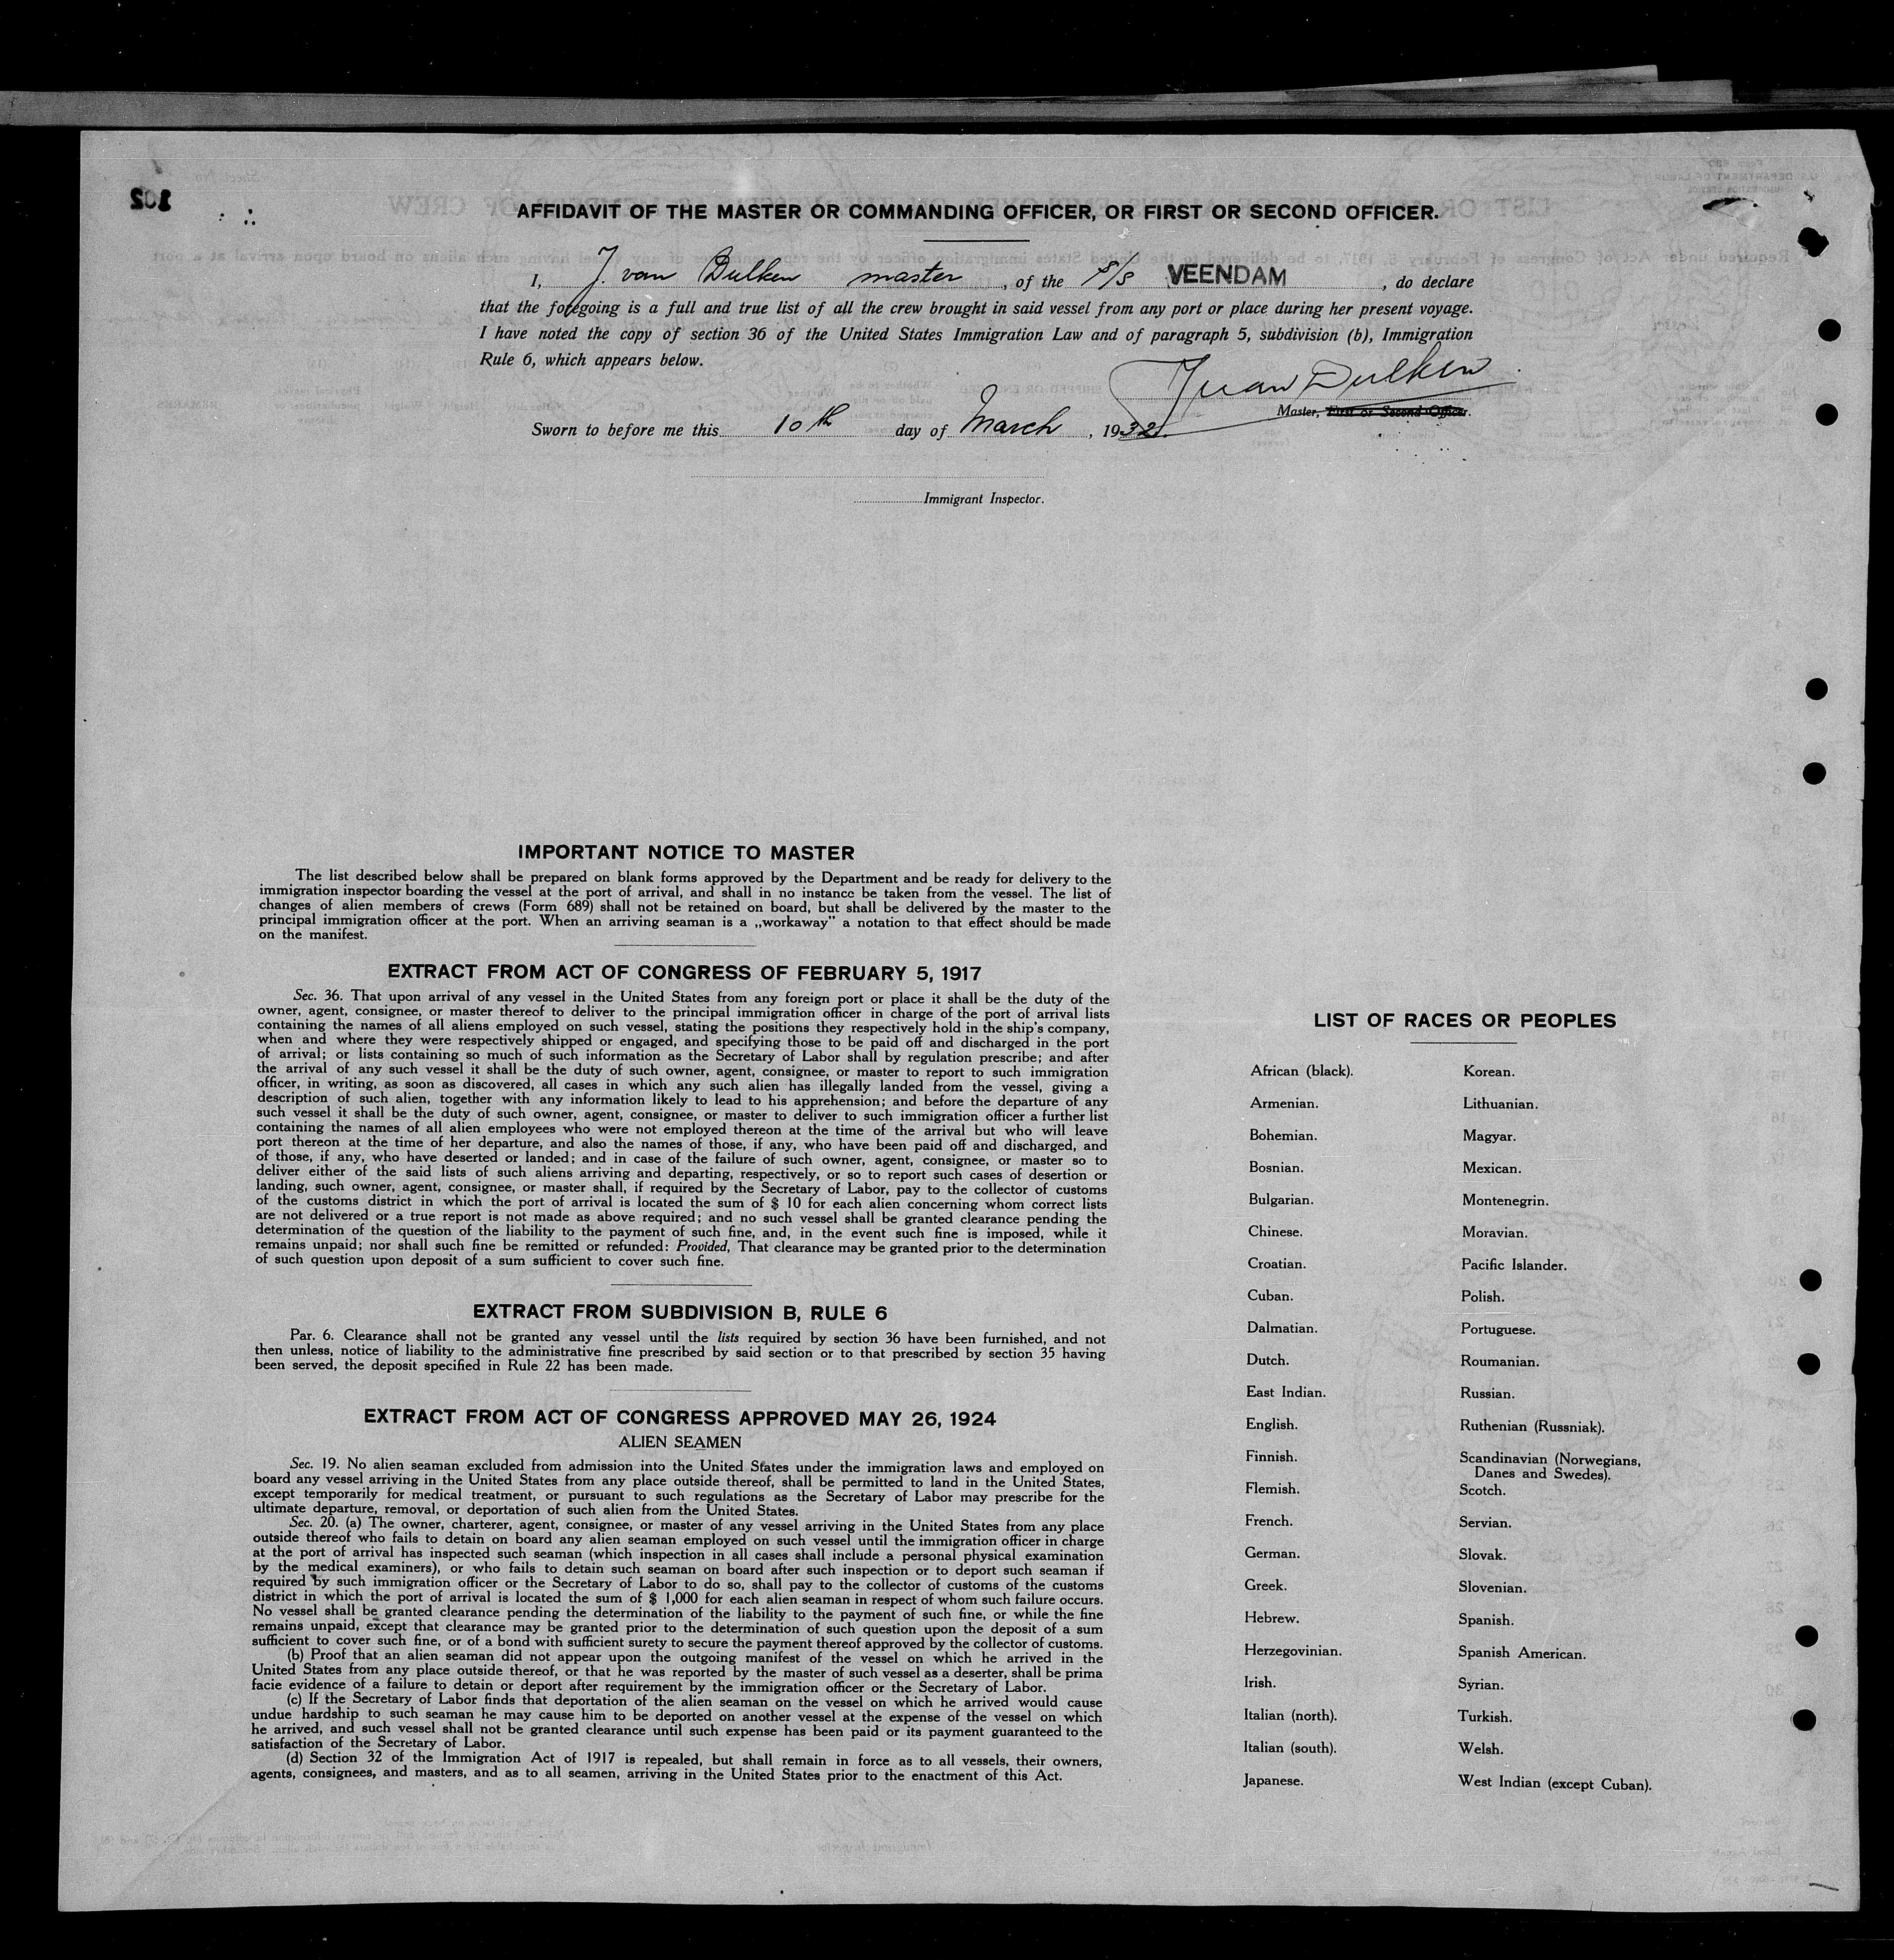 102
AFFIDAVIT OF THE MASTER OR COMMANDING OFFICER, OR FIRST OR SECOND OFFICER.
I, J. van Dulken master, of the S/S VEENDAM, do declare
that the foregoing is a full and true list of all the crew brought in said vessel from any port or place during her present voyage.
I have noted the copy of section 36 of the United States Immigration Law and of paragraph 5, subdivision (b), Immigration
Rule 6, which appears below.
J van Dulken
Master, First or Second Officer.
Sworn to before me this 10th day of March, 1932.
Immigrant Inspector.
IMPORTANT NOTICE TO MASTER
The list described below shall be prepared on blank forms approved by the Department and be ready for delivery to the
immigration inspector boarding the vessel at the port of arrival, and shall in no instance be taken from the vessel. The list of
changes of alien members of crews (Form 689) shall not be retained on board, but shall be delivered by the master to the
principal immigration officer at the port. When an arriving seaman is a „workaway” a notation to that effect should be made
on the manifest.
EXTRACT FROM ACT OF CONGRESS OF FEBRUARY 5, 1917
Sec. 36. That upon arrival of any vessel in the United States from any foreign port or place it shall be the duty of the
owner, agent, consignee, or master thereof to deliver to the principal immigration officer in charge of the port of arrival lists
containing the names of all aliens employed on such vessel, stating the positions they respectively hold in the ship's company,
when and where they were respectively shipped or engaged, and specifying those to be paid off and discharged in the port
of arrival; or lists containing so much of such information as the Secretary of Labor shall by regulation prescribe; and after
the arrival of any such vessel it shall be the duty of such owner, agent, consignee, or master to report to such immigration
officer, in writing, as soon as discovered, all cases in which any such alien has illegally landed from the vessel, giving a
description of such alien, together with any information likely to lead to his apprehension; and before the departure of any
such vessel it shall be the duty of such owner, agent, consignee, or master to deliver to such immigration officer a further list
containing the names of all alien employees who were not employed thereon at the time of the arrival but who will leave
port thereon at the time of her departure, and also the names of those, if any, who have been paid off and discharged, and
of those, if any, who have deserted or landed; and in case of the failure of such owner, agent, consignee, or master so to
deliver either of the said lists of such aliens arriving and departing, respectively, or so to report such cases of desertion or
landing, such owner, agent, consignee, or master shall, if required by the Secretary of Labor, pay to the collector of customs
of the customs district in which the port of arrival is located the sum of $ 10 for each alien concerning whom correct lists
are not delivered or a true report is not made as above required; and no such vessel shall be granted clearance pending the
determination of the question of the liability to the payment of such fine, and, in the event such fine is imposed, while it
remains unpaid; nor shall such fine be remitted or refunded: Provided, That clearance may be granted prior to the determination
of such question upon deposit of a sum sufficient to cover such fine.
EXTRACT FROM SUBDIVISION B, RULE 6
Par. 6. Clearance shall not be granted any vessel until the lists required by section 36 have been furnished, and not
then unless, notice of liability to the administrative fine prescribed by said section or to that prescribed by section 35 having
been served, the deposit specified in Rule 22 has been made.
EXTRACT FROM ACT OF CONGRESS APPROVED MAY 26, 1924
ALIEN SEAMEN
Sec. 19. No alien seaman excluded from admission into the United States under the immigration laws and employed on
board any vessel arriving in the United States from any place outside thereof, shall be permitted to land in the United States,
except temporarily for medical treatment, or pursuant to such regulations as the Secretary of Labor may prescribe for the
ultimate departure, removal, or deportation of such alien from the United States.
Sec. 20. (a) The owner, charterer, agent, consignee, or master of any vessel arriving in the United States from any place
outside thereof who fails to detain on board any alien seaman employed on such vessel until the immigration officer in charge
at the port of arrival has inspected such seaman (which inspection in all cases shall include a personal physical examination
by the medical examiners), or who fails to detain such seaman on board after such inspection or to deport such seaman if
required by such immigration officer or the Secretary of Labor to do so, shall pay to the collector of customs of the customs
district in which the port of arrival is located the sum of $ 1,000 for each alien seaman in respect of whom such failure occurs.
No vessel shall be granted clearance pending the determination of the liability to the payment of such fine, or while the fine
remains unpaid, except that clearance may be granted prior to the determination of such question upon the deposit of a sum
sufficient to cover such fine, or of a bond with sufficient surety to secure the payment thereof approved by the collector of customs.
(b) Proof that an alien seaman did not appear upon the outgoing manifest of the vessel on which he arrived in the
United States from any place outside thereof, or that he was reported by the master of such vessel as a deserter, shall be prima
facie evidence of a failure to detain or deport after requirement by the immigration officer or the Secretary of Labor.
(c) If the Secretary of Labor finds that deportation of the alien seaman on the vessel on which he arrived would cause
undue hardship to such seaman he may cause him to be deported on another vessel at the expense of the vessel on which
he arrived, and such vessel shall not be granted clearance until such expense has been paid or its payment guaranteed to the
satisfaction of the Secretary of Labor.
(d) Section 32 of the Immigration Act of 1917 is repealed, but shall remain in force as to all vessels, their owners,
agents, consignees, and masters, and as to all seamen, arriving in the United States prior to the enactment of this Act.
LIST OF RACES OR PEOPLES
African (black).
Armenian.
Bohemian.
Bosnian.
Bulgarian.
Chinese.
Croatian.
Cuban.
Dalmatian.
Dutch.
East Indian.
English.
Finnish.
Flemish.
French.
German.
Greek.
Hebrew.
Herzegovinian.
Irish.
Italian (north).
Italian (south).
Japanese.
Korean.
Lithuanian.
Magyar.
Mexican.
Montenegrin.
Moravian.
Pacific Islander.
Polish.
Portuguese.
Roumanian.
Russian.
Ruthenian (Russniak).
Scandinavian (Norwegians,
Danes and Swedes).
Scotch.
Servian.
Slovak.
Slovenian.
Spanish.
Spanish American.
Syrian.
Turkish.
Welsh.
West Indian (except Cuban).